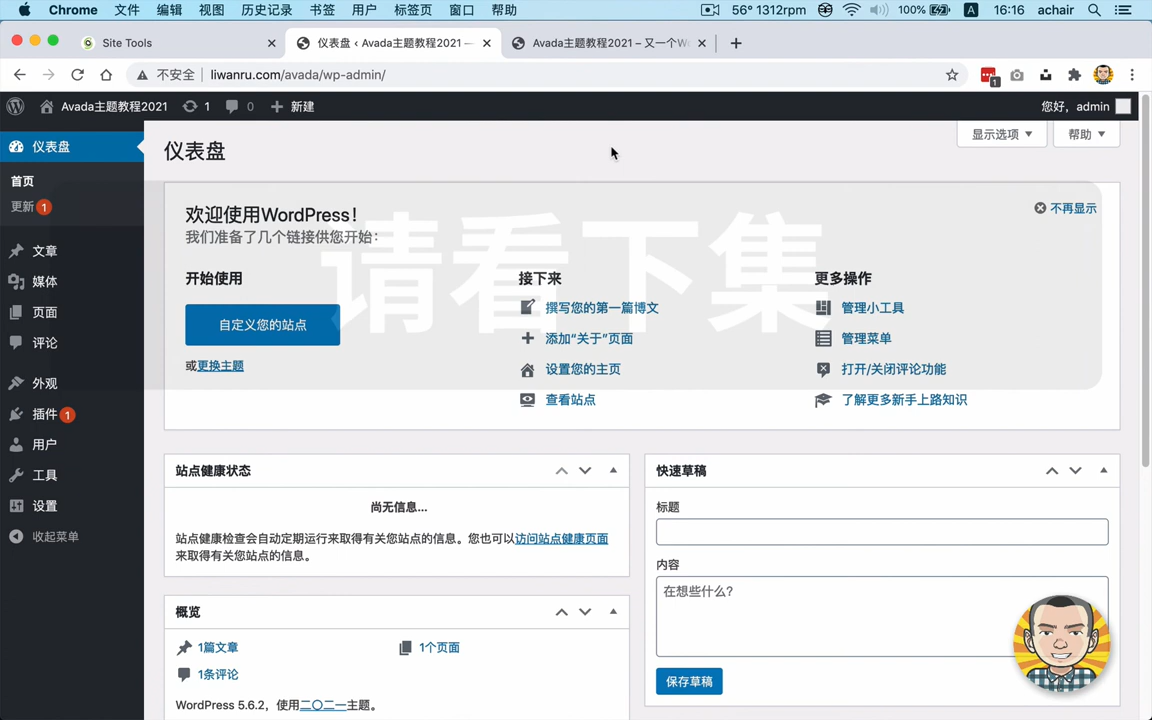 Chrome 文件 编辑 视图 历史记录 书签 用户 标签页 窗口 帮助 56° 1312rpm 100% A 16:16 achair
Site Tools
仪表盘 ‹ Avada主题教程2021 —
Avada主题教程2021 – 又一个W
不安全 liwanru.com/avada/wp-admin/ 1
Avada主题教程2021 1 0 新建 您好，admin
仪表盘
首页
更新 1
文章
媒体
页面
评论
外观
插件 1
用户
工具
设置
收起菜单
仪表盘
显示选项 帮助
欢迎使用WordPress！
我们准备了几个链接供您开始：
不再显示
请看下集
开始使用
自定义您的站点
或更换主题
接下来
撰写您的第一篇博文
添加“关于”页面
设置您的主页
查看站点
更多操作
管理小工具
管理菜单
打开/关闭评论功能
了解更多新手上路知识
站点健康状态
尚无信息...
站点健康检查会自动定期运行来取得有关您站点的信息。您也可以访问站点健康页面
来取得有关您站点的信息。
概览
1篇文章 1个页面
1条评论
WordPress 5.6.2，使用二〇二一主题。
快速草稿
标题
内容
在想些什么？
保存草稿